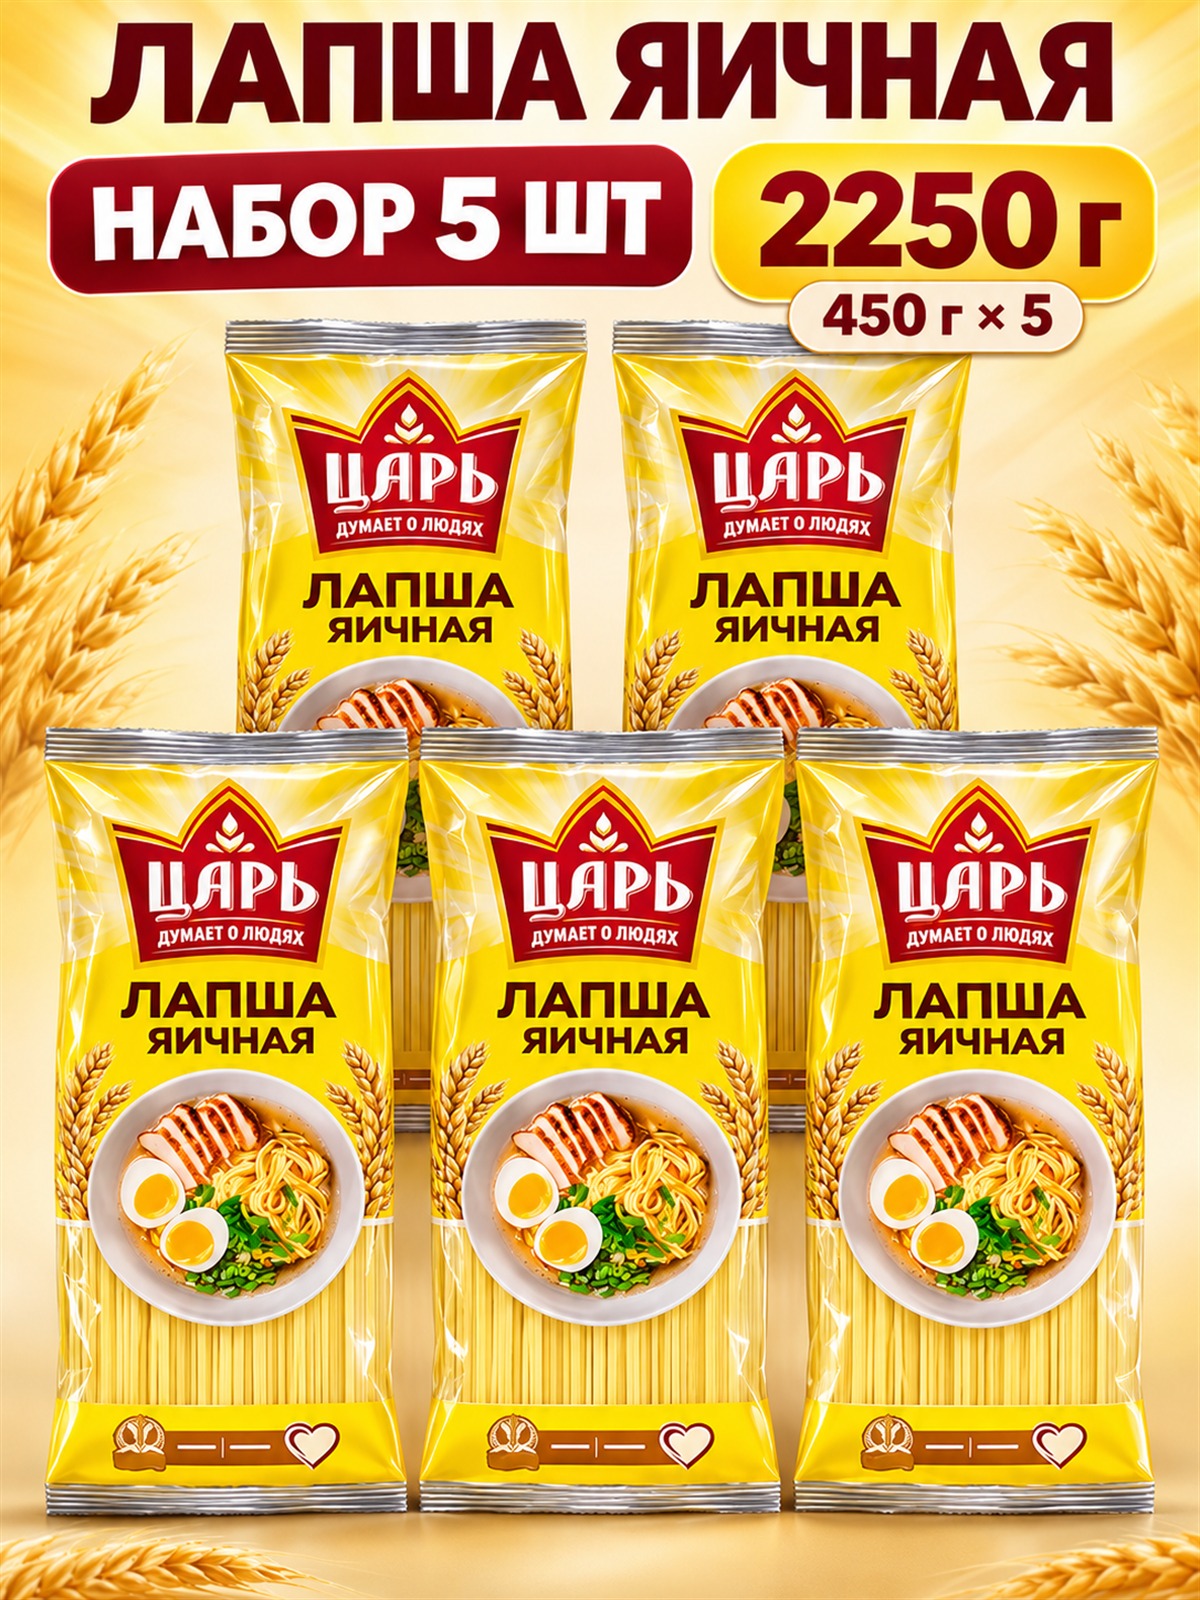 ЛАПША ЯИЧНАЯ
НАБОР 5 ШТ
2250 г
450 г × 5
ЦАРЬ
ДУМАЕТ О ЛЮДЯХ
ЛАПША
ЯИЧНАЯ
ЦАРЬ
ДУМАЕТ О ЛЮДЯХ
ЛАПША
ЯИЧНАЯ
ЦАРЬ
ДУМАЕТ О ЛЮДЯХ
ЛАПША
ЯИЧНАЯ
ЦАРЬ
ДУМАЕТ О ЛЮДЯХ
ЛАПША
ЯИЧНАЯ
ЦАРЬ
ДУМАЕТ О ЛЮДЯХ
ЛАПША
ЯИЧНАЯ